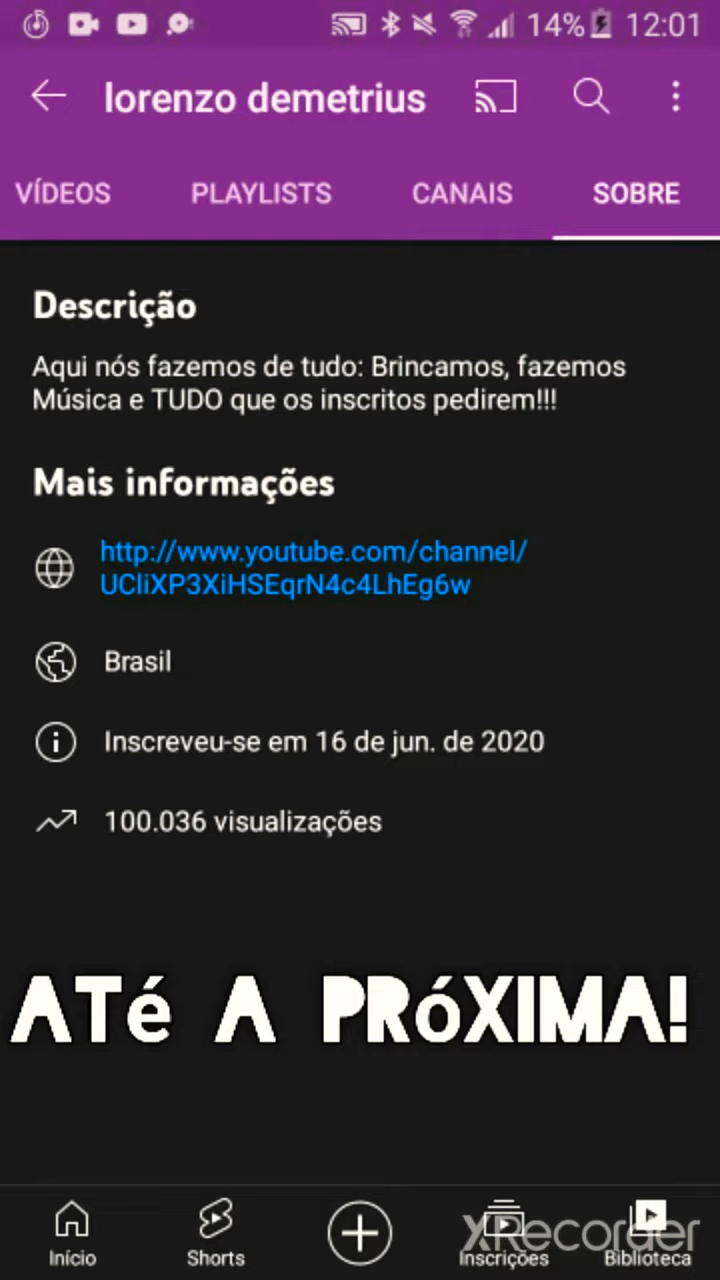 14% 12:01
lorenzo demetrius
VÍDEOS PLAYLISTS CANAIS SOBRE
Descrição
Aqui nós fazemos de tudo: Brincamos, fazemos
Música e TUDO que os inscritos pedirem!!!
Mais informações
http://www.youtube.com/channel/
UCliXP3XiHSEqrN4c4LhEg6w
Brasil
Inscreveu-se em 16 de jun. de 2020
100.036 visualizações
ATé A PRóXIMA!
XRecorder
Início Shorts Inscrições Biblioteca